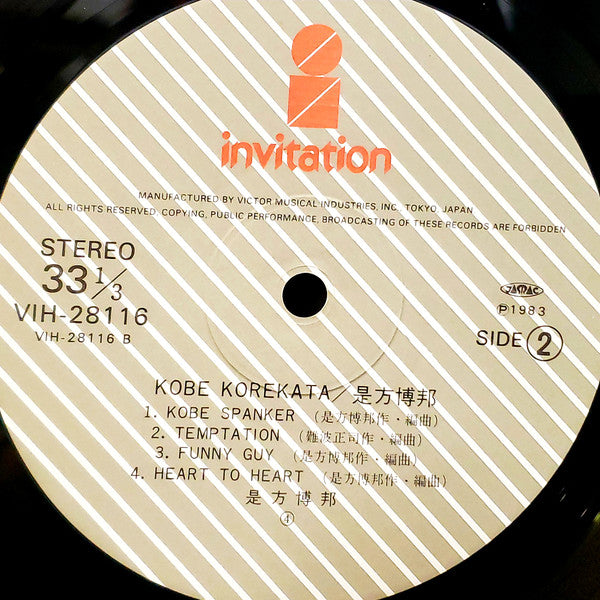 invitation
MANUFACTURED BY VICTOR MUSICAL INDUSTRIES, INC. TOKYO, JAPAN
ALL RIGHTS RESERVED, COPYING, PUBLIC PERFORMANCE, BROADCASTING OF THESE RECORDS ARE FORBIDDEN
STEREO
33 1/3
VIH-28116
VIH-28116 B
JASRAC
Ⓟ1983
SIDE ②
KOBE KOREKATA/是方博邦
1. KOBE SPANKER (是方博邦作・編曲)
2. TEMPTATION (難波正司作・編曲)
3. FUNNY GUY (是方博邦作・編曲)
4. HEART TO HEART (是方博邦作・編曲)
是方博邦
④